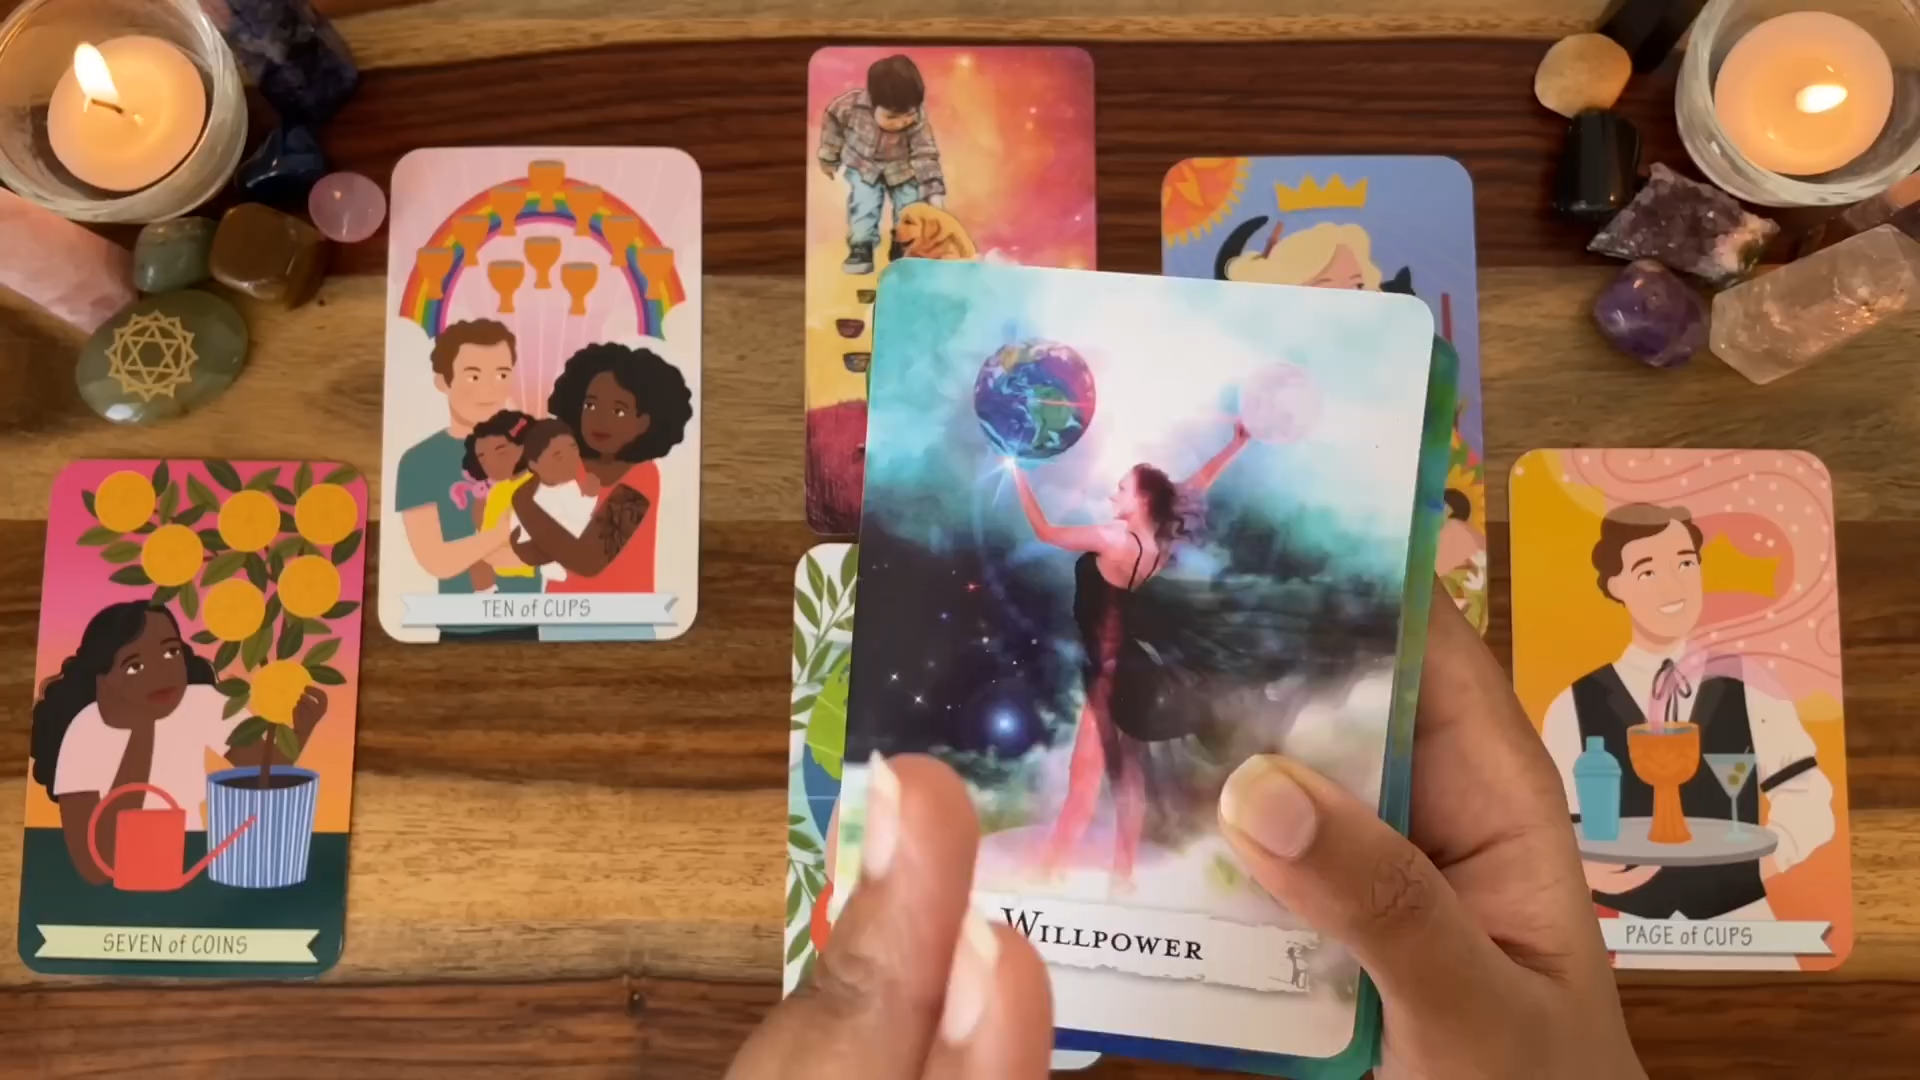 TEN of CUPS
SEVEN of COINS
WILLPOWER
PAGE of CUPS